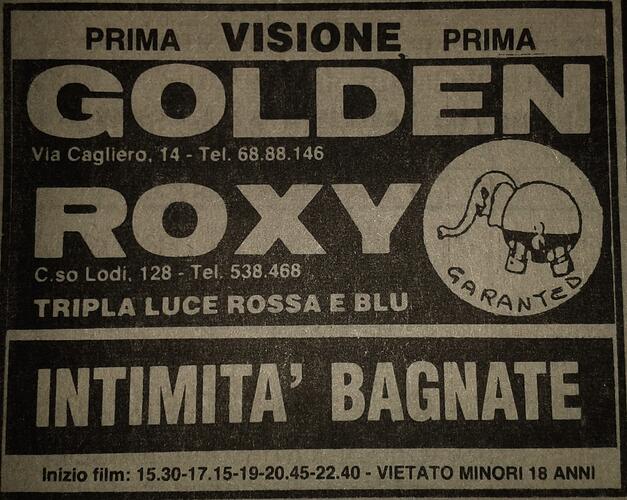 PRIMA VISIONE PRIMA
GOLDEN
Via Cagliero, 14 - Tel. 68.88.146
ROXY
C.so Lodi, 128 - Tel. 538.468
TRIPLA LUCE ROSSA E BLU
GARANTED
INTIMITA' BAGNATE
Inizio film: 15.30-17.15-19-20.45-22.40 - VIETATO MINORI 18 ANNI